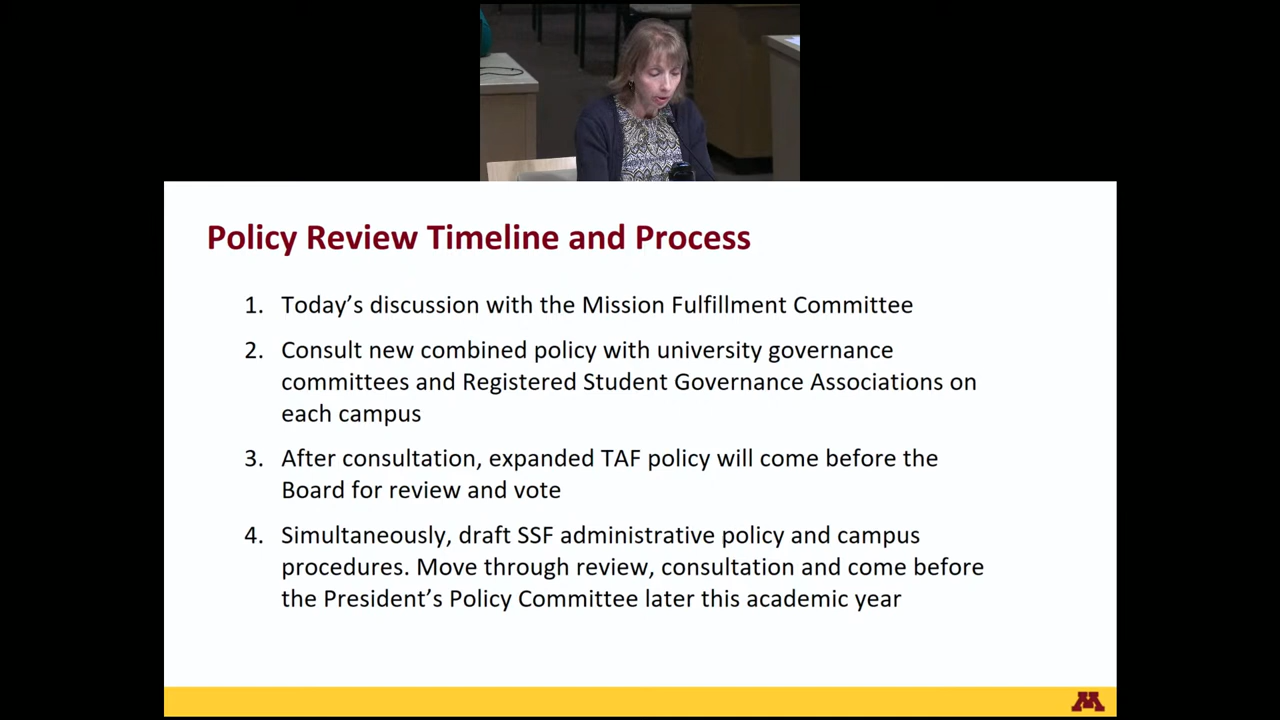 Policy Review Timeline and Process
1. Today’s discussion with the Mission Fulfillment Committee
2. Consult new combined policy with university governance
committees and Registered Student Governance Associations on
each campus
3. After consultation, expanded TAF policy will come before the
Board for review and vote
4. Simultaneously, draft SSF administrative policy and campus
procedures. Move through review, consultation and come before
the President’s Policy Committee later this academic year
M